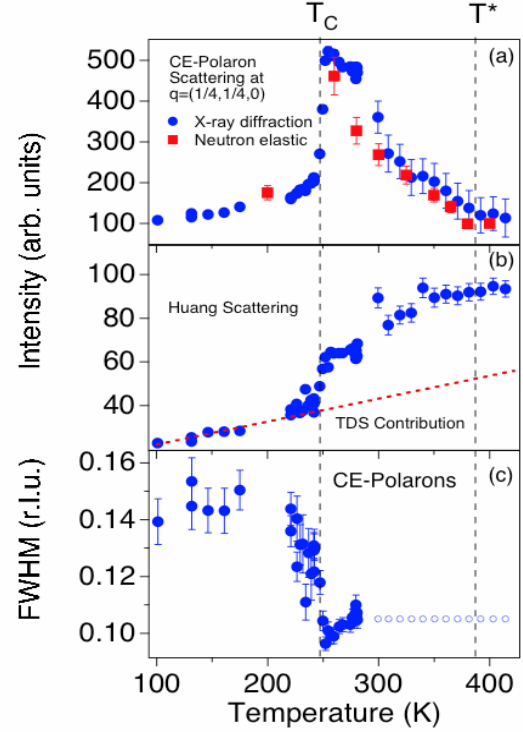 T_C T*
CE-Polaron
Scattering at
q=(1/4,1/4,0)
X-ray diffraction
Neutron elastic
(a)
500
400
300
200
100
Intensity (arb. units)
(b)
100
80
60
40
Huang Scattering
TDS Contribution
(c)
CE-Polarons
0.16
0.14
0.12
0.10
FWHM (r.l.u.)
100 200 300 400
Temperature (K)